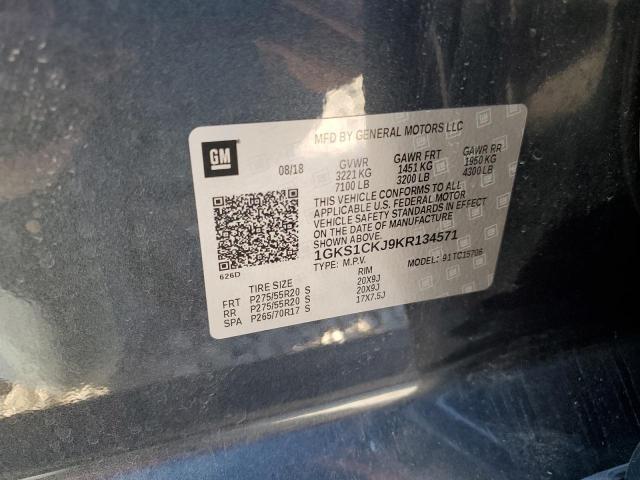 GM
MFD BY GENERAL MOTORS LLC
08/18 GVWR GAWR FRT GAWR RR
3221 KG 1451 KG 1950 KG
7100 LB 3200 LB 4300 LB
THIS VEHICLE CONFORMS TO ALL
APPLICABLE U.S. FEDERAL MOTOR
VEHICLE SAFETY STANDARDS IN EFFECT
ON THE DATE OF MANUFACTURE
SHOWN ABOVE.
1GKS1CKJ9KR134571
TYPE: M.P.V. MODEL: 91TC15706
626D
TIRE SIZE RIM
FRT P275/55R20 S 20X9J
RR P275/55R20 S 20X9J
SPA P265/70R17 S 17X7.5J